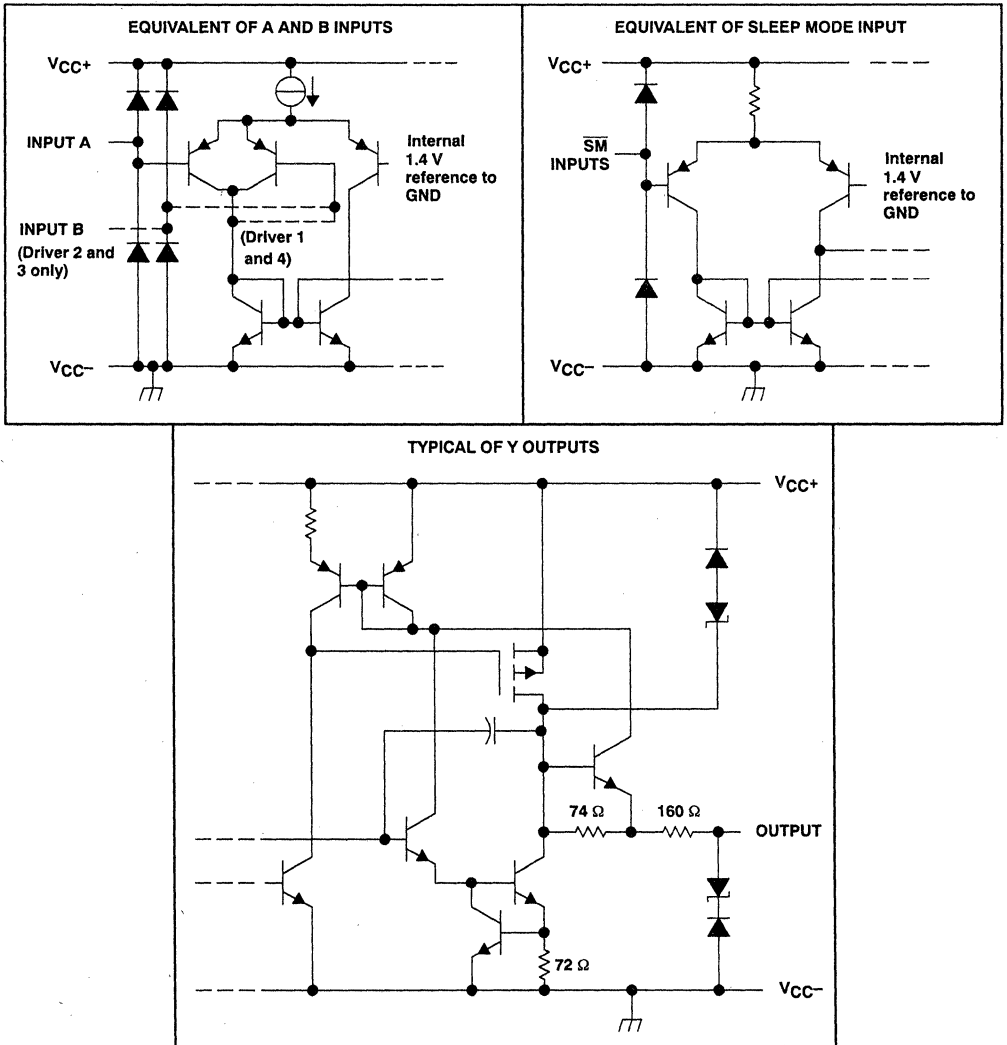 EQUIVALENT OF A AND B INPUTS
VCC+
INPUT A
Internal
1.4 V
reference to
GND
INPUT B
(Driver 2 and
3 only)
(Driver 1
and 4)
VCC−
EQUIVALENT OF SLEEP MODE INPUT
VCC+
SM
INPUTS
Internal
1.4 V
reference to
GND
VCC−
TYPICAL OF Y OUTPUTS
VCC+
74 Ω
160 Ω
OUTPUT
72 Ω
VCC−